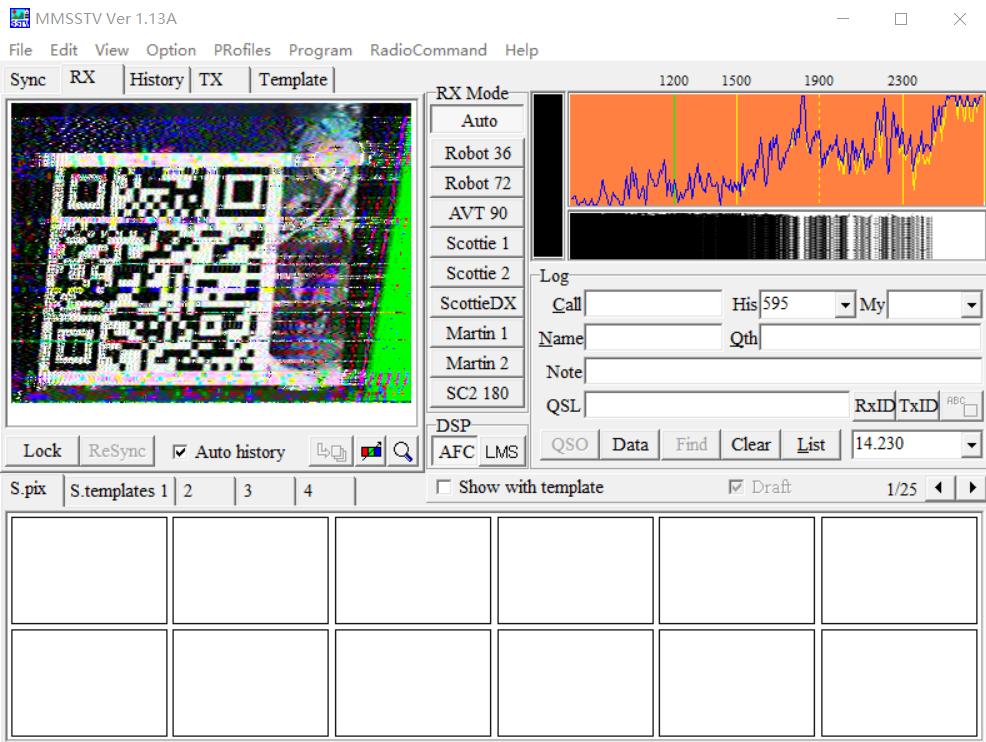 MMSSTV Ver 1.13A
File Edit View Option PRofiles Program RadioCommand Help
Sync RX History TX Template
RX Mode
Auto
Robot 36
Robot 72
AVT 90
Scottie 1
Scottie 2
ScottieDX
Martin 1
Martin 2
SC2 180
DSP
AFC LMS
1200 1500 1900 2300
Log
Call His 595 My
Name Qth
Note
QSL RxID TxID ABC
QSO Data Find Clear List 14.230
Lock ReSync Auto history
S.pix S.templates 1 2 3 4
Show with template Draft 1/25